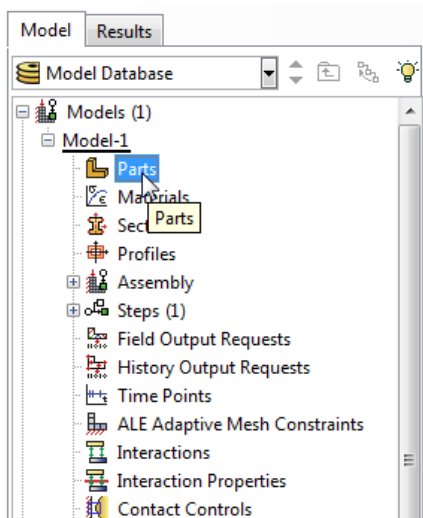 Model Results
Model Database
Models (1)
Model-1
Parts
Materials
Parts
Profiles
Assembly
Steps (1)
Field Output Requests
History Output Requests
Time Points
ALE Adaptive Mesh Constraints
Interactions
Interaction Properties
Contact Controls